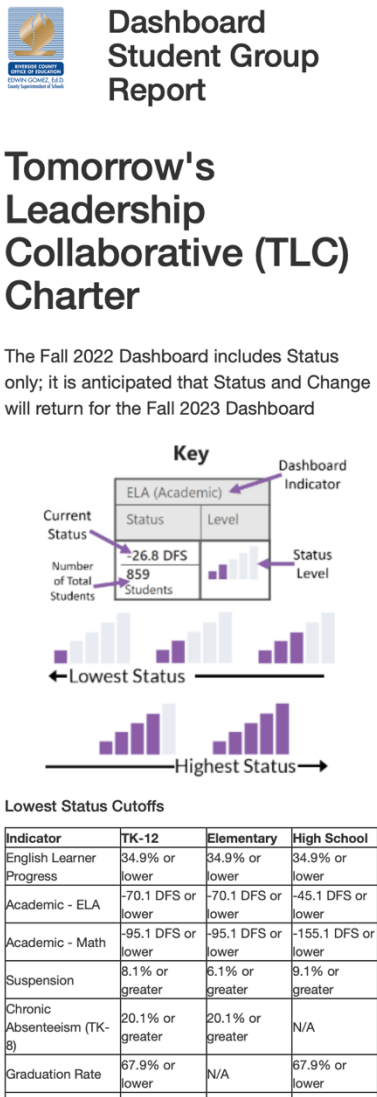 RIVERSIDE COUNTY
OFFICE OF EDUCATION
EDWIN GOMEZ, Ed.D.
County Superintendent of Schools
Dashboard
Student Group
Report
Tomorrow's
Leadership
Collaborative (TLC)
Charter
The Fall 2022 Dashboard includes Status
only; it is anticipated that Status and Change
will return for the Fall 2023 Dashboard
Key
Dashboard
Indicator
ELA (Academic)
Current
Status
Status Level
-26.8 DFS
Number
of Total
Students
859
Students
Status
Level
Lowest Status
Highest Status
Lowest Status Cutoffs
Indicator TK-12 Elementary High School
English Learner Progress 34.9% or lower 34.9% or lower 34.9% or lower
Academic - ELA -70.1 DFS or lower -70.1 DFS or lower -45.1 DFS or lower
Academic - Math -95.1 DFS or lower -95.1 DFS or lower -155.1 DFS or lower
Suspension 8.1% or greater 6.1% or greater 9.1% or greater
Chronic Absenteeism (TK-8) 20.1% or greater 20.1% or greater N/A
Graduation Rate 67.9% or lower N/A 67.9% or lower